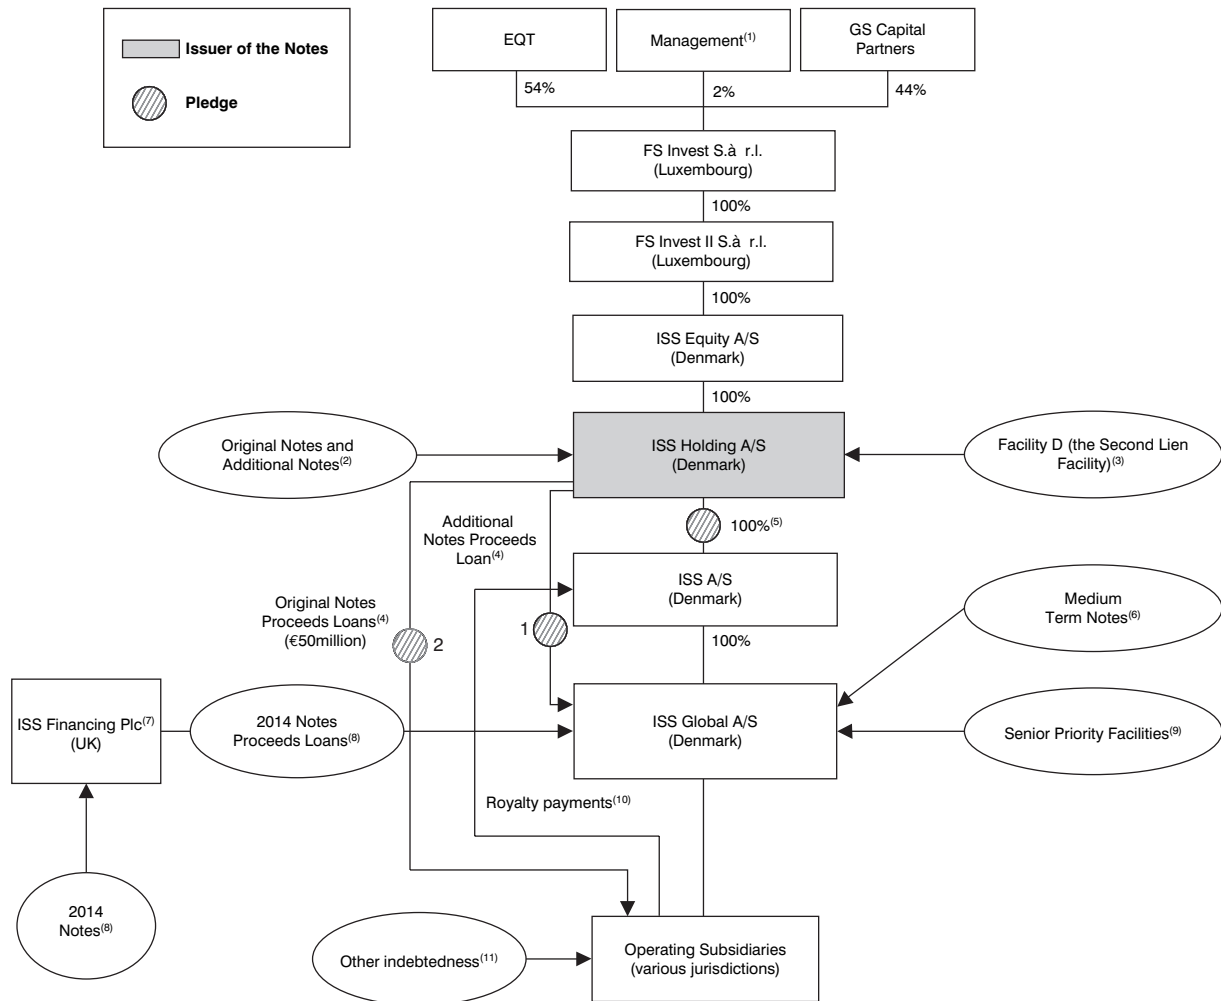 Issuer of the Notes
Pledge
EQT
Management(1)
GS Capital
Partners
54%
2%
44%
FS Invest S.à r.l.
(Luxembourg)
100%
FS Invest II S.à r.l.
(Luxembourg)
100%
ISS Equity A/S
(Denmark)
100%
Original Notes and
Additional Notes(2)
ISS Holding A/S
(Denmark)
Facility D (the Second Lien
Facility)(3)
Additional
Notes Proceeds
Loan(4)
100%(5)
ISS A/S
(Denmark)
Original Notes
Proceeds Loans(4)
(€50million)
2
1
Medium
Term Notes(6)
100%
ISS Financing Plc(7)
(UK)
2014 Notes
Proceeds Loans(8)
ISS Global A/S
(Denmark)
Senior Priority Facilities(9)
Royalty payments(10)
2014
Notes(8)
Other indebtedness(11)
Operating Subsidiaries
(various jurisdictions)